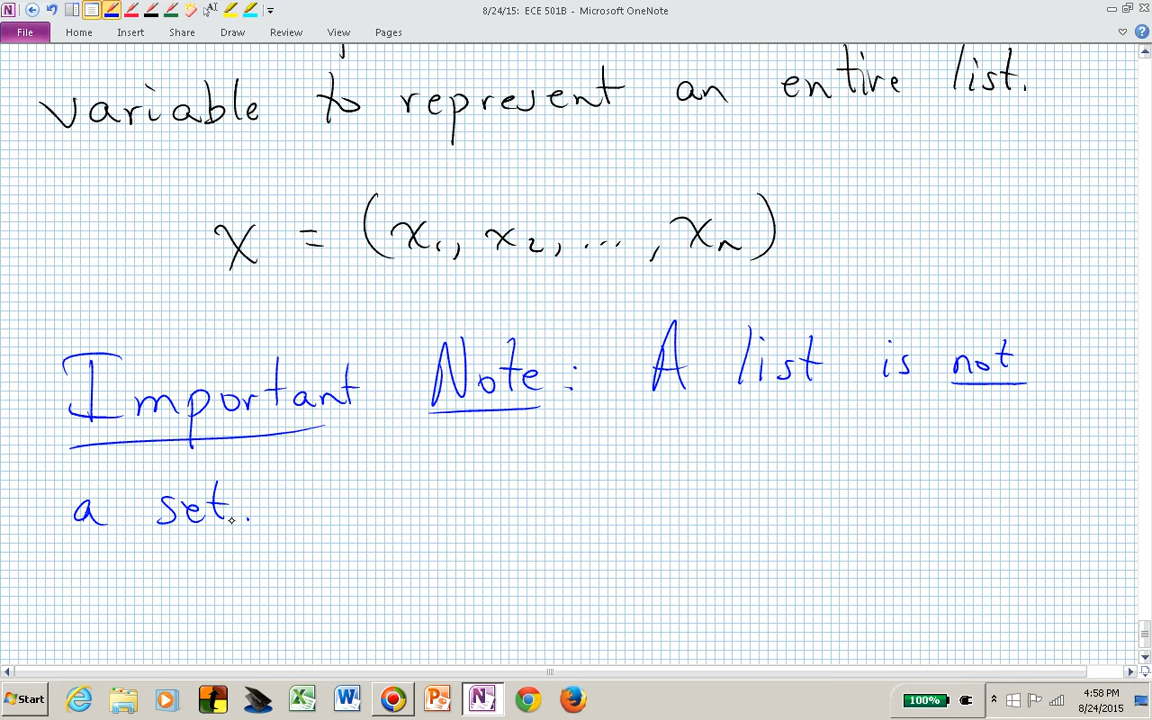 8/24/15: ECE 501B - Microsoft OneNote
File Home Insert Share Draw Review View Pages
variable to represent an entire list.
x = (x₁, x₂, ..., xₙ)
Important Note: A list is not
a set.
Start
100%
4:58 PM
8/24/2015